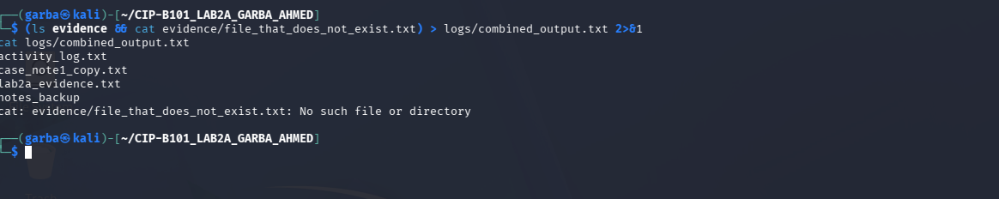 ┌──(garba㉿kali)-[~/CIP-B101_LAB2A_GARBA_AHMED]
└─$ (ls evidence && cat evidence/file_that_does_not_exist.txt) > logs/combined_output.txt 2>&1
cat logs/combined_output.txt
activity_log.txt
case_note1_copy.txt
lab2a_evidence.txt
notes_backup
cat: evidence/file_that_does_not_exist.txt: No such file or directory
┌──(garba㉿kali)-[~/CIP-B101_LAB2A_GARBA_AHMED]
└─$